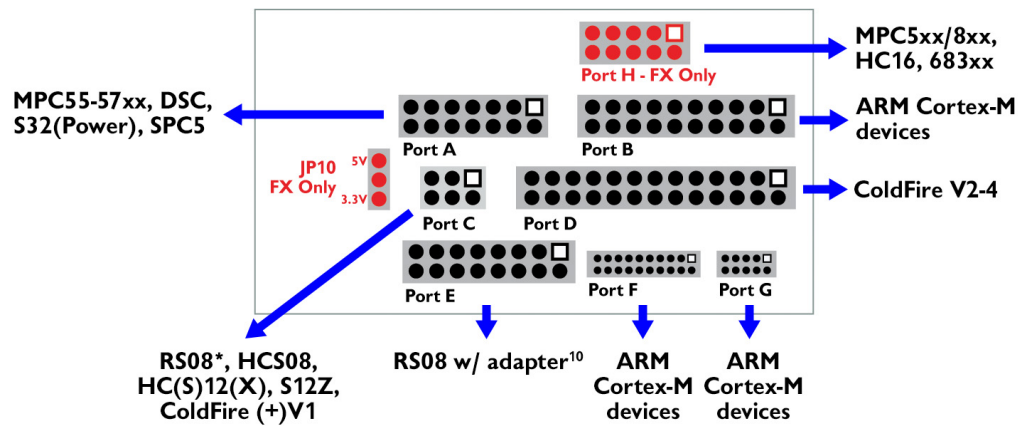 MPC5xx/8xx,
HC16, 683xx
Port H - FX Only
MPC55-57xx, DSC,
S32(Power), SPC5
ARM Cortex-M
devices
Port A
Port B
JP10
FX Only
5V
3.3V
ColdFire V2-4
Port C
Port D
Port E
Port F
Port G
RS08*, HCS08,
HC(S)12(X), S12Z,
ColdFire (+)V1
RS08 w/ adapter¹⁰
ARM
Cortex-M
devices
ARM
Cortex-M
devices